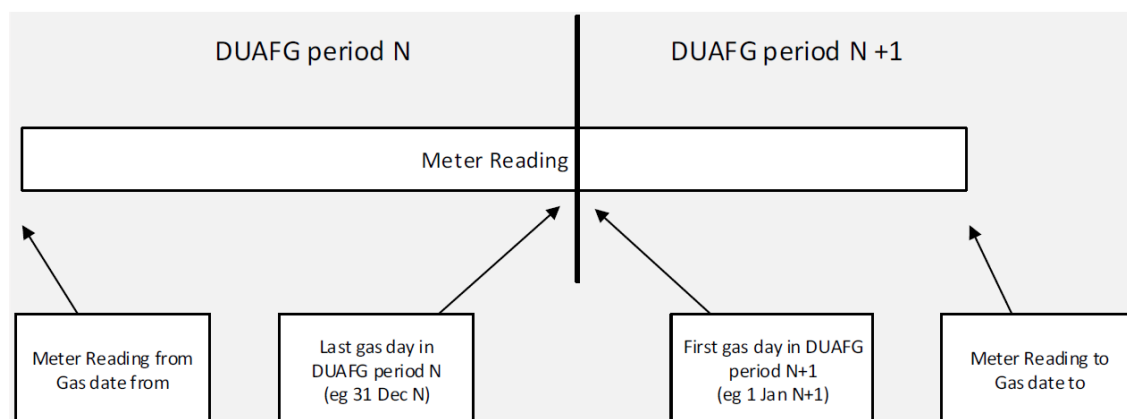 DUAFG period N
DUAFG period N +1
Meter Reading
Meter Reading from
Gas date from
Last gas day in
DUAFG period N
(eg 31 Dec N)
First gas day in DUAFG
period N+1
(eg 1 Jan N+1)
Meter Reading to
Gas date to